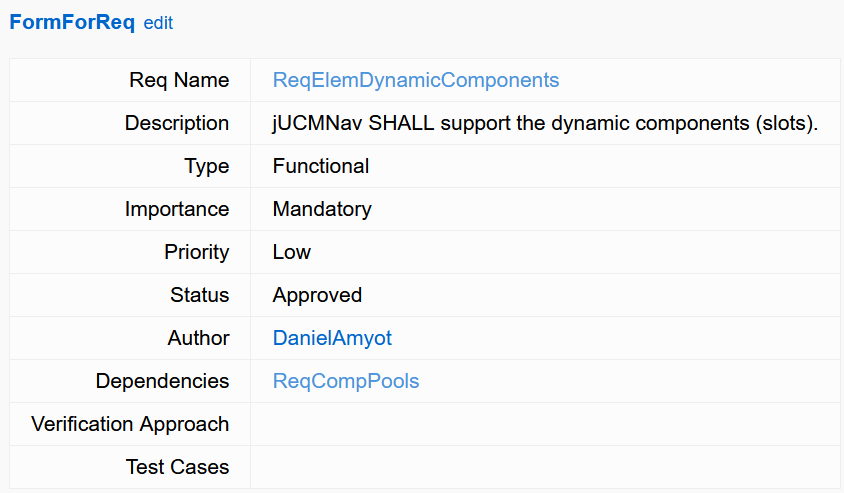 FormForReq edit
Req Name ReqElemDynamicComponents
Description jUCMNav SHALL support the dynamic components (slots).
Type Functional
Importance Mandatory
Priority Low
Status Approved
Author DanielAmyot
Dependencies ReqCompPools
Verification Approach
Test Cases